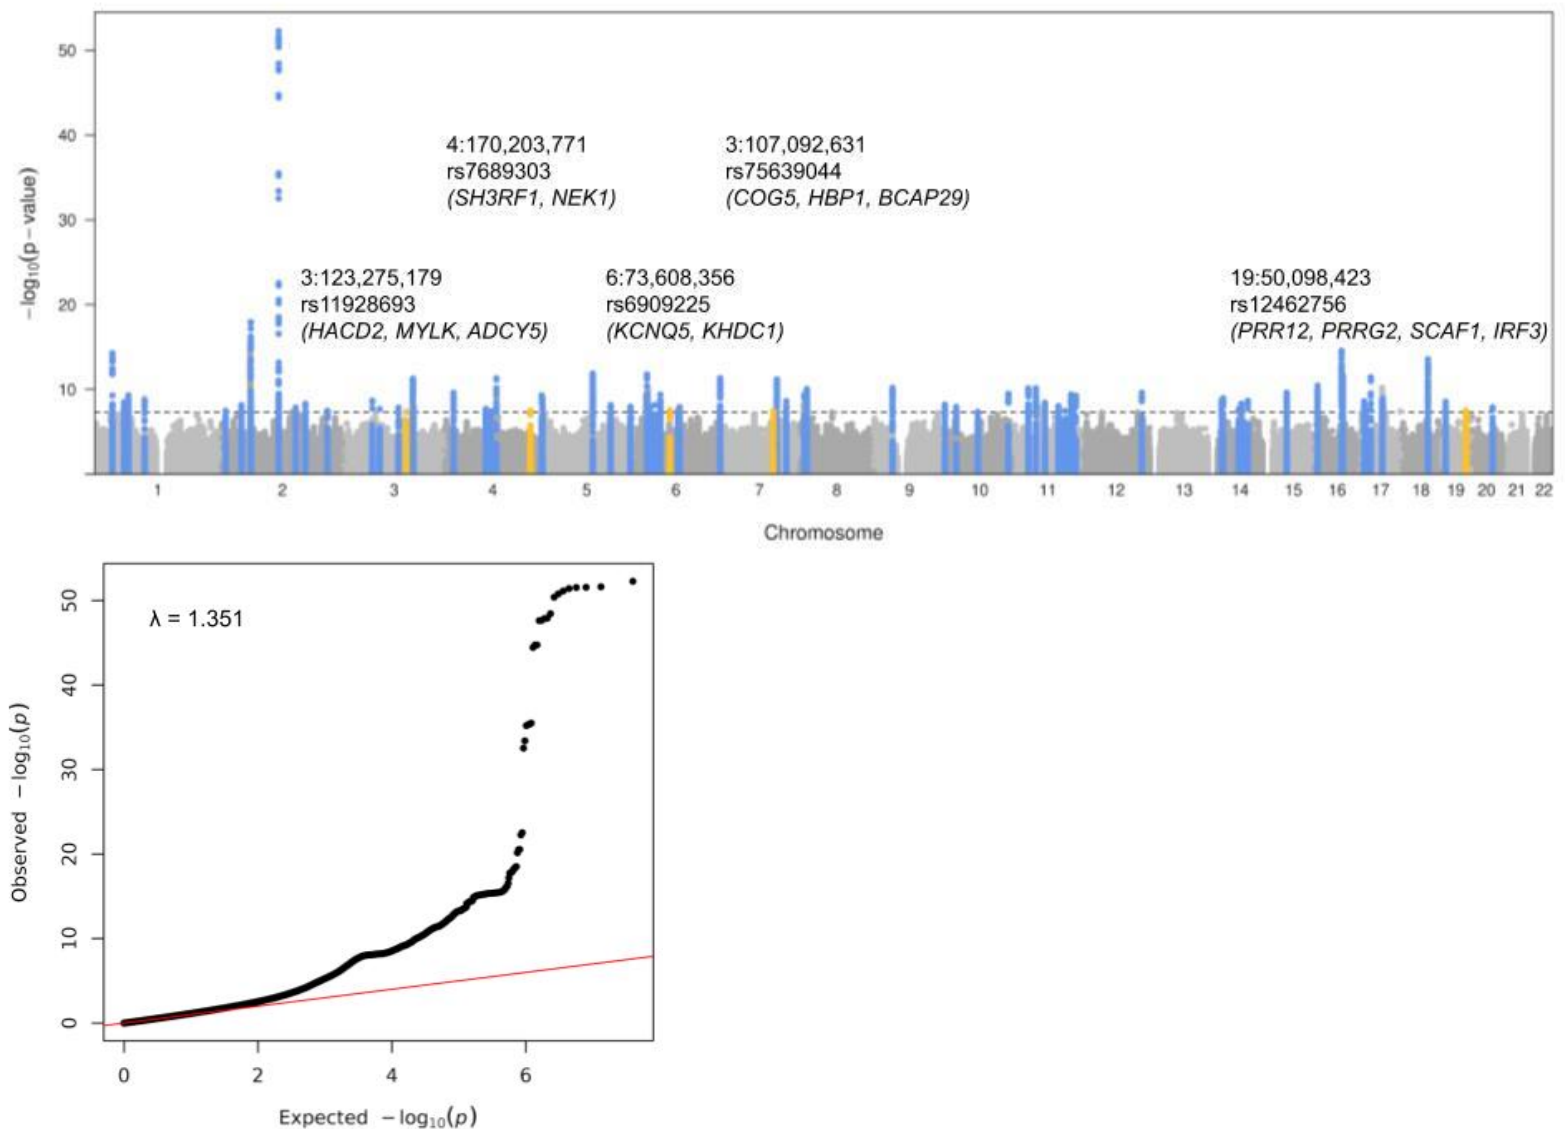 50
40
30
20
10
−log10(p−value)
4:170,203,771
rs7689303
(SH3RF1, NEK1)
3:107,092,631
rs75639044
(COG5, HBP1, BCAP29)
3:123,275,179
rs11928693
(HACD2, MYLK, ADCY5)
6:73,608,356
rs6909225
(KCNQ5, KHDC1)
19:50,098,423
rs12462756
(PRR12, PRRG2, SCAF1, IRF3)
1 2 3 4 5 6 7 8 9 10 11 12 13 14 15 16 17 18 19 20 21 22
Chromosome
λ = 1.351
50
40
30
20
10
0
Observed −log10(p)
0 2 4 6
Expected −log10(p)